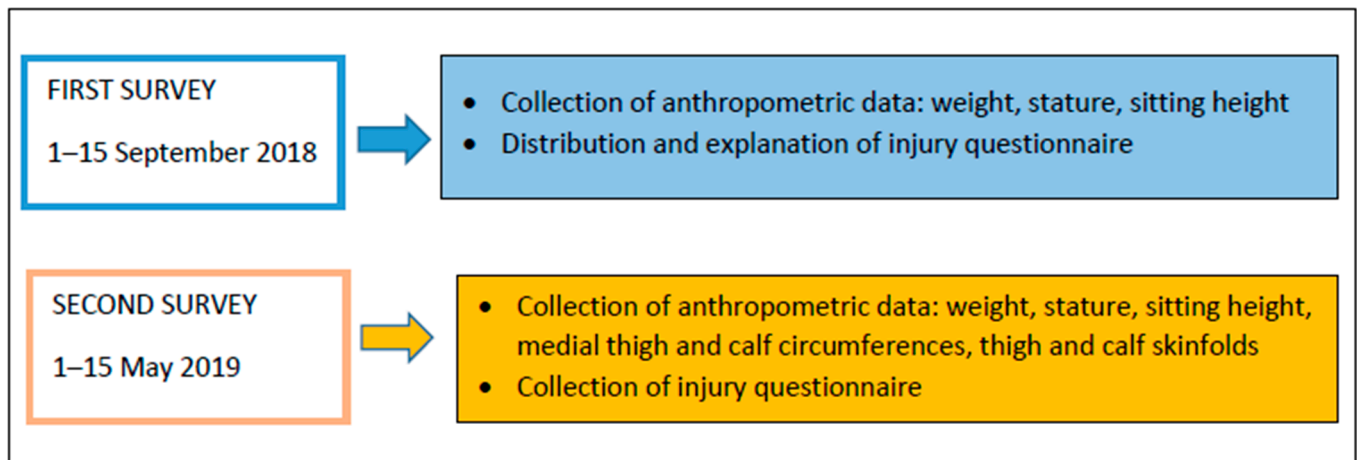 FIRST SURVEY
1–15 September 2018
• Collection of anthropometric data: weight, stature, sitting height
• Distribution and explanation of injury questionnaire
SECOND SURVEY
1–15 May 2019
• Collection of anthropometric data: weight, stature, sitting height,
medial thigh and calf circumferences, thigh and calf skinfolds
• Collection of injury questionnaire